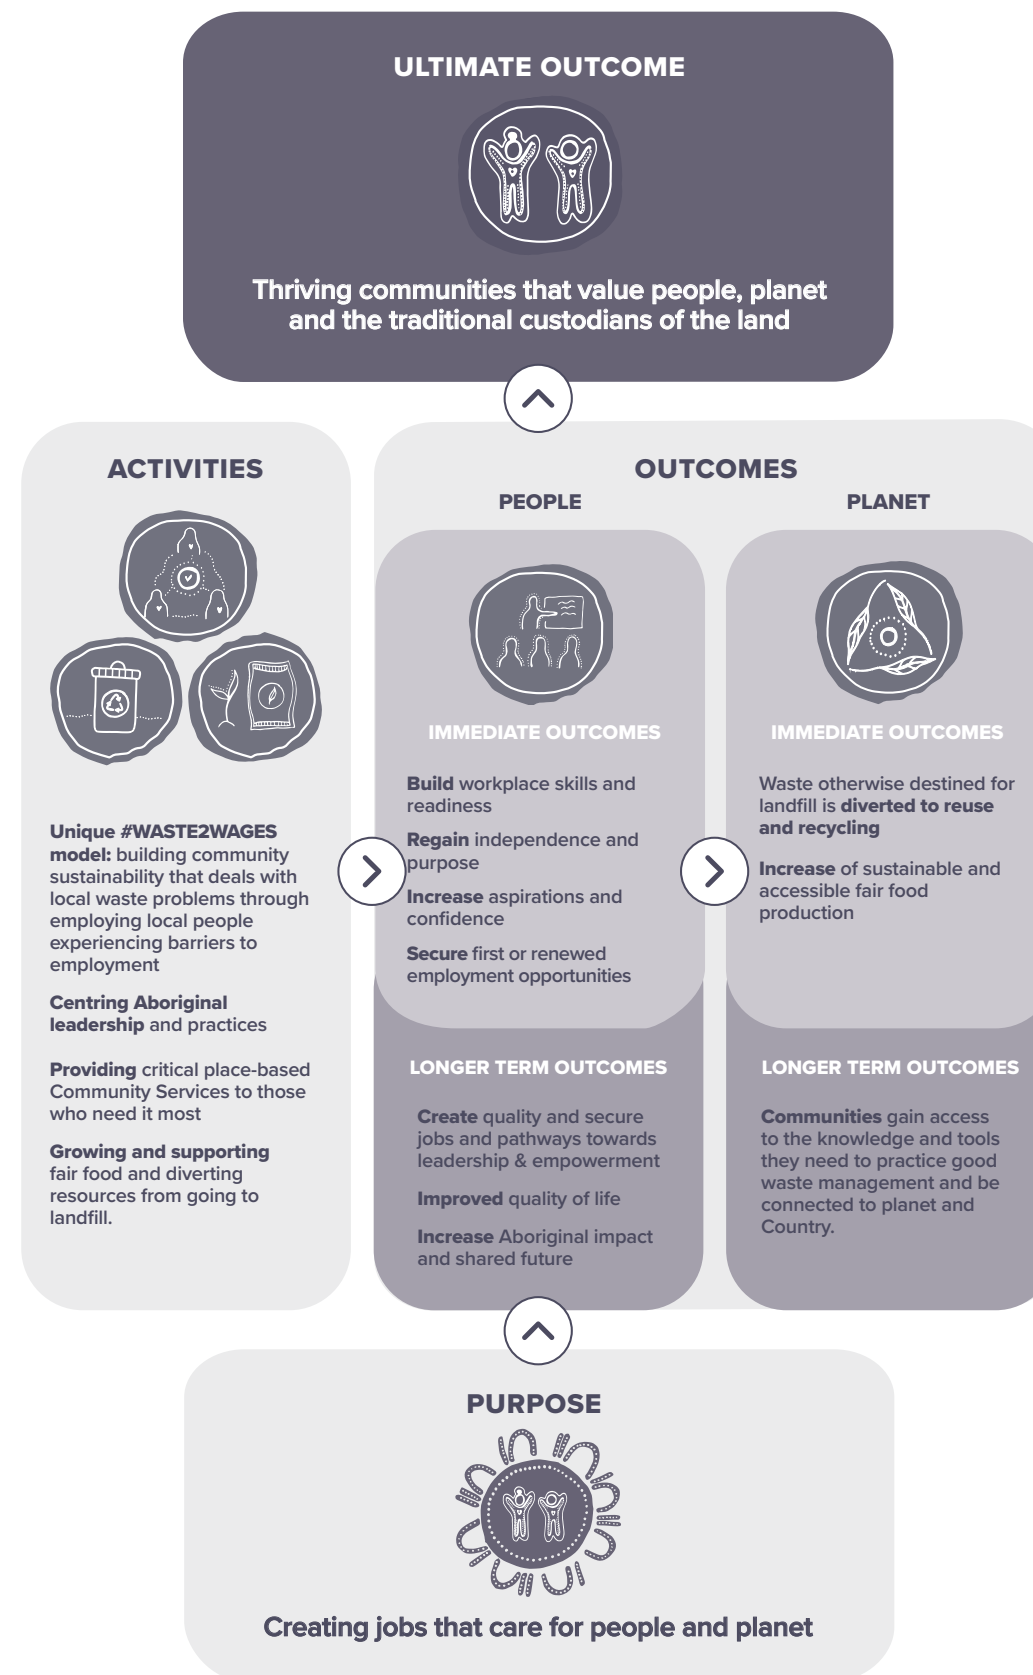 ULTIMATE OUTCOME
Thriving communities that value people, planet
and the traditional custodians of the land
ACTIVITIES
Unique #WASTE2WAGES
model: building community
sustainability that deals with
local waste problems through
employing local people
experiencing barriers to
employment
Centring Aboriginal
leadership and practices
Providing critical place-based
Community Services to those
who need it most
Growing and supporting
fair food and diverting
resources from going to
landfill.
OUTCOMES
PEOPLE
IMMEDIATE OUTCOMES
Build workplace skills and
readiness
Regain independence and
purpose
Increase aspirations and
confidence
Secure first or renewed
employment opportunities
LONGER TERM OUTCOMES
Create quality and secure
jobs and pathways towards
leadership & empowerment
Improved quality of life
Increase Aboriginal impact
and shared future
PLANET
IMMEDIATE OUTCOMES
Waste otherwise destined for
landfill is diverted to reuse
and recycling
Increase of sustainable and
accessible fair food
production
LONGER TERM OUTCOMES
Communities gain access
to the knowledge and tools
they need to practice good
waste management and be
connected to planet and
Country.
PURPOSE
Creating jobs that care for people and planet